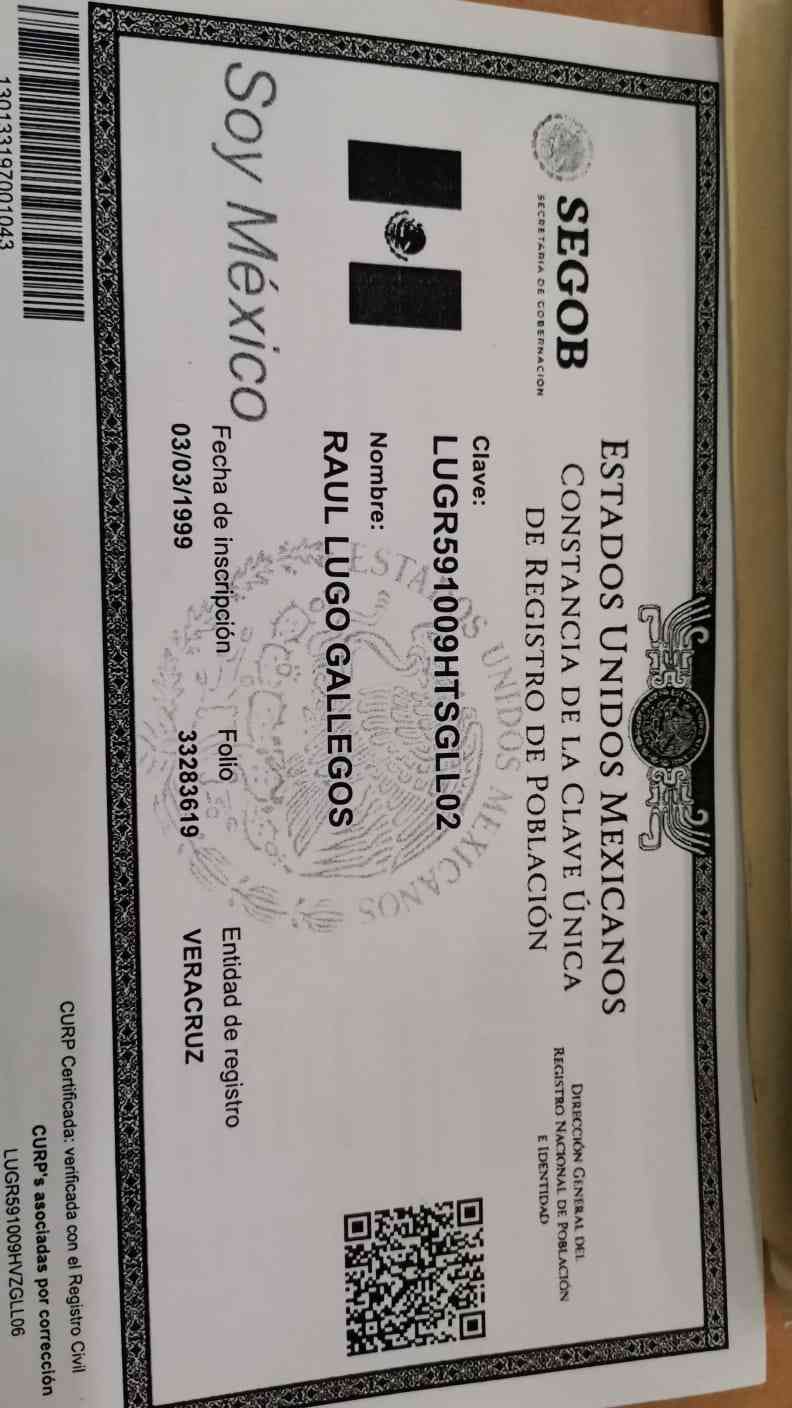 SEGOB
SECRETARÍA DE GOBERNACIÓN
ESTADOS UNIDOS MEXICANOS
CONSTANCIA DE LA CLAVE ÚNICA
DE REGISTRO DE POBLACIÓN
DIRECCIÓN GENERAL DEL
REGISTRO NACIONAL DE POBLACIÓN
E IDENTIDAD
Clave:
LUGR591009HTSGLL02
Nombre:
RAUL LUGO GALLEGOS
ESTADOS UNIDOS MEXICANOS
Soy México
Fecha de inscripción
03/03/1999
Folio
33283619
Entidad de registro
VERACRUZ
CURP Certificada: verificada con el Registro Civil
CURP's asociadas por corrección
LUGR591009HVZGLL06
130133197001043